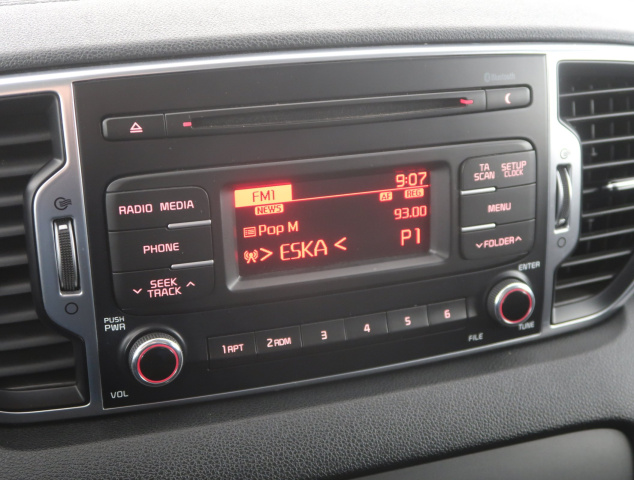 Bluetooth
9:07
FM1
AF REG
NEWS
93.00
Pop M
> ESKA < P1
RADIO MEDIA
PHONE
SEEK
TRACK
TA
SCAN
SETUP
CLOCK
MENU
FOLDER
ENTER
PUSH
PWR
VOL
1 RPT
2 RDM
3
4
5
6
FILE
TUNE